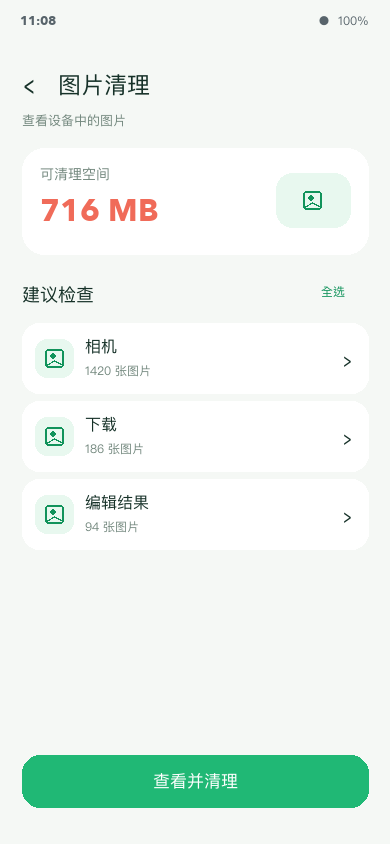 11:08
100%
图片清理
查看设备中的图片
可清理空间
716 MB
建议检查
全选
相机
1420 张图片
下载
186 张图片
编辑结果
94 张图片
查看并清理